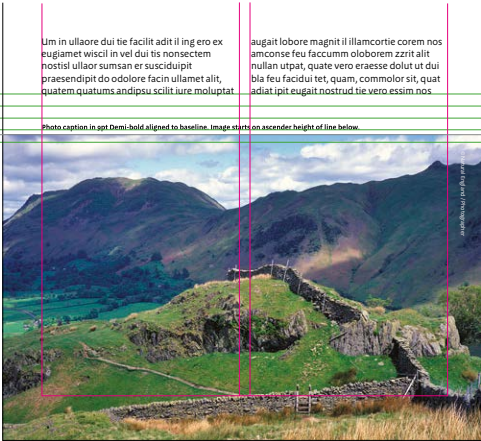 Um in ullaore dui tie facilit adit il ing ero ex
eugiamet wiscil in vel dui tis nonsectem
nostisl ullaor sumsan er susciduipit
praesendipit do odolore facin ullamet alit,
quatem quatums andipsu scilit iure moluptat
augait lobore magnit il illamcortie corem nos
amconse feu faccumm oloborem zzrit alit
nullan utpat, quate vero eraesse dolut ut dui
bla feu facidui tet, quam, commolor sit, quat
adiat ipit eugait nostrud tie vero essim nos
Photo caption in 9pt Demi-bold aligned to baseline. Image starts on ascender height of line below.
England / Photographer